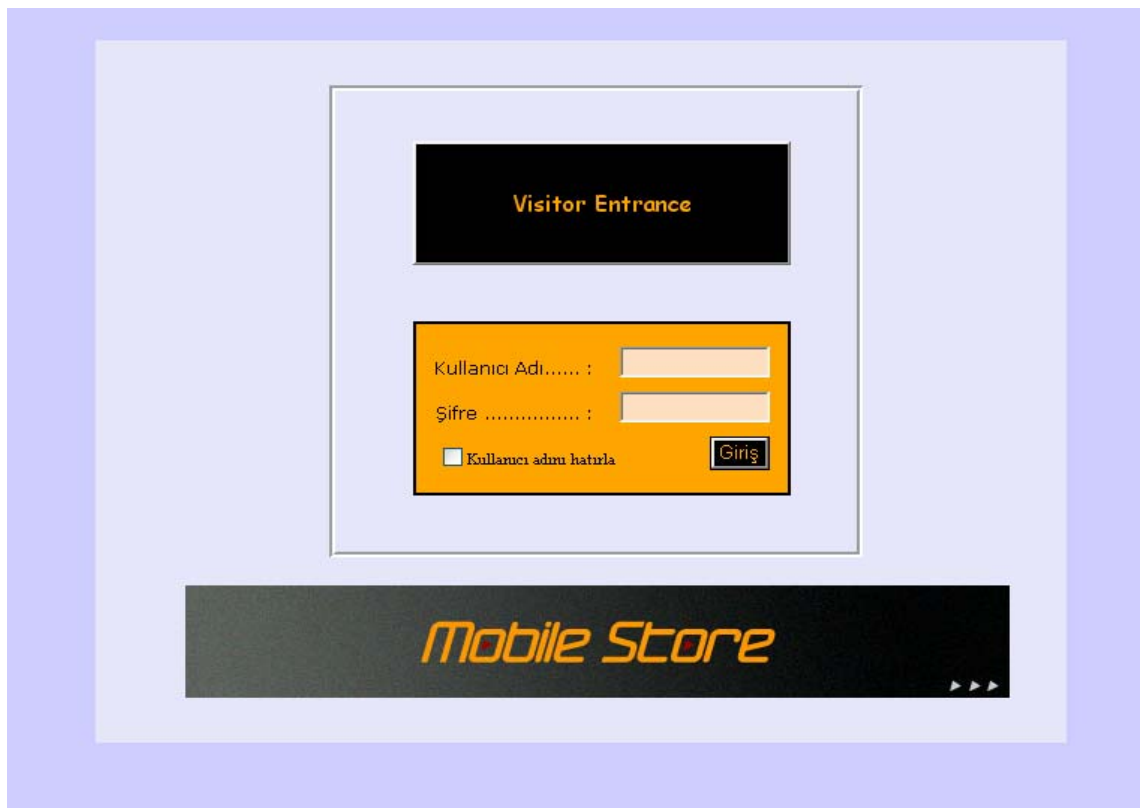 Visitor Entrance
Kullanıcı Adı...... :
Şifre ................ :
Kullanıcı adını hatırla
Giriş
Mobile Store